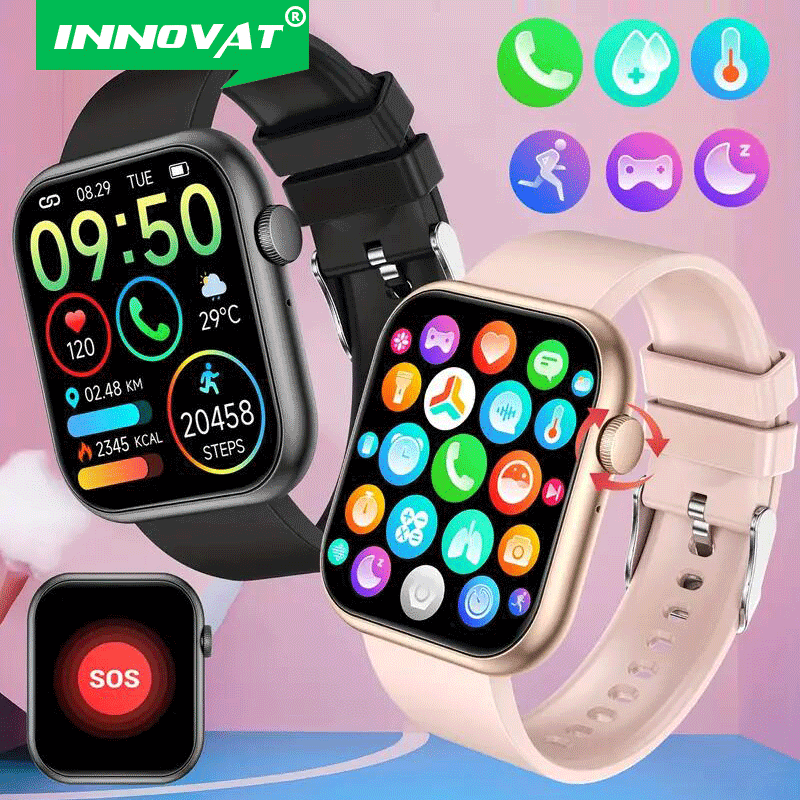 INNOVAT®
08.29 TUE
09:50
120
29°C
02.48 KM
2345 KCAL
20458
STEPS
SOS
z